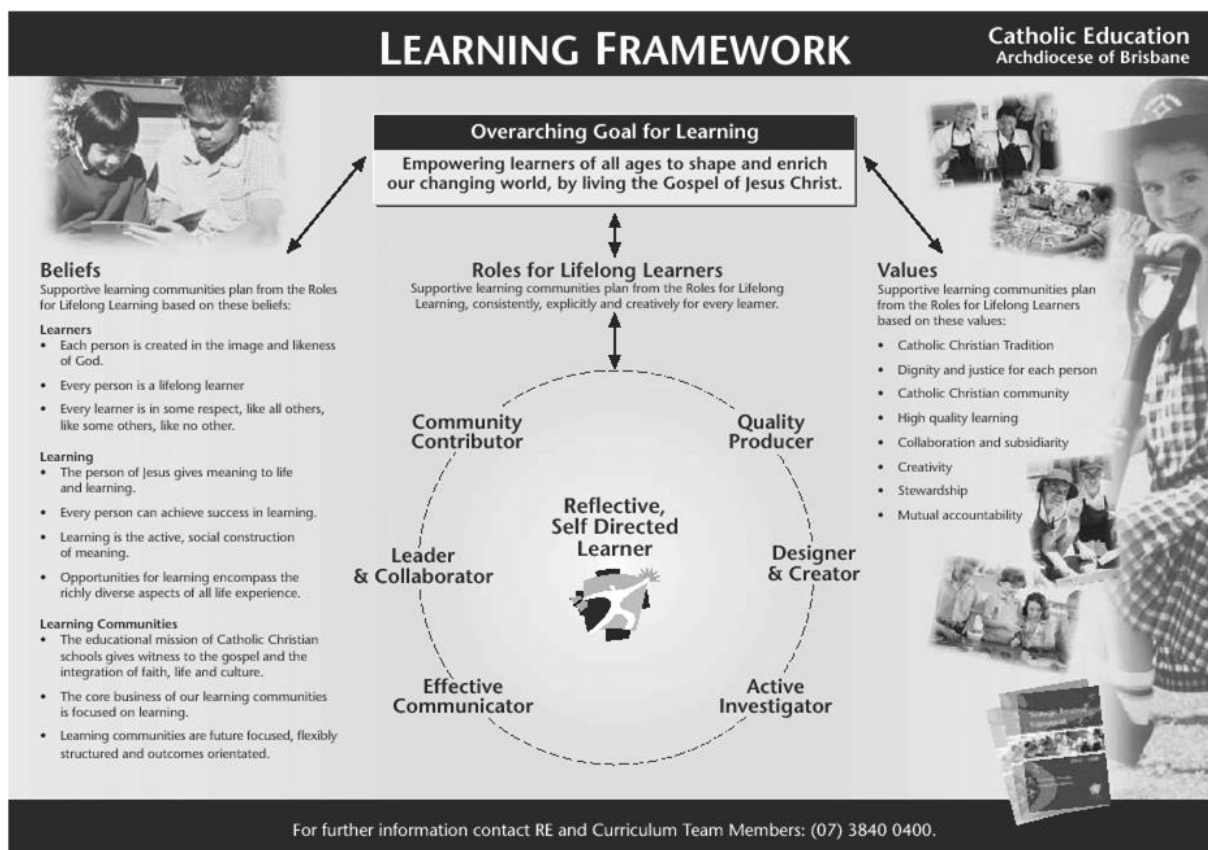 LEARNING FRAMEWORK
Catholic Education
Archdiocese of Brisbane
Overarching Goal for Learning
Empowering learners of all ages to shape and enrich
our changing world, by living the Gospel of Jesus Christ.
Beliefs
Supportive learning communities plan from the Roles
for Lifelong Learning based on these beliefs:
Learners
• Each person is created in the image and likeness
of God.
• Every person is a lifelong learner
• Every learner is in some respect, like all others,
like some others, like no other.
Learning
• The person of Jesus gives meaning to life
and learning.
• Every person can achieve success in learning.
• Learning is the active, social construction
of meaning.
• Opportunities for learning encompass the
richly diverse aspects of all life experience.
Learning Communities
• The educational mission of Catholic Christian
schools gives witness to the gospel and the
integration of faith, life and culture.
• The core business of our learning communities
is focused on learning.
• Learning communities are future focused, flexibly
structured and outcomes orientated.
Roles for Lifelong Learners
Supportive learning communities plan from the Roles for Lifelong
Learning, consistently, explicitly and creatively for every learner.
Community
Contributor
Quality
Producer
Reflective,
Self Directed
Learner
Leader
& Collaborator
Designer
& Creator
Effective
Communicator
Active
Investigator
Values
Supportive learning communities plan
from the Roles for Lifelong Learners
based on these values:
• Catholic Christian Tradition
• Dignity and justice for each person
• Catholic Christian community
• High quality learning
• Collaboration and subsidiarity
• Creativity
• Stewardship
• Mutual accountability
For further information contact RE and Curriculum Team Members: (07) 3840 0400.